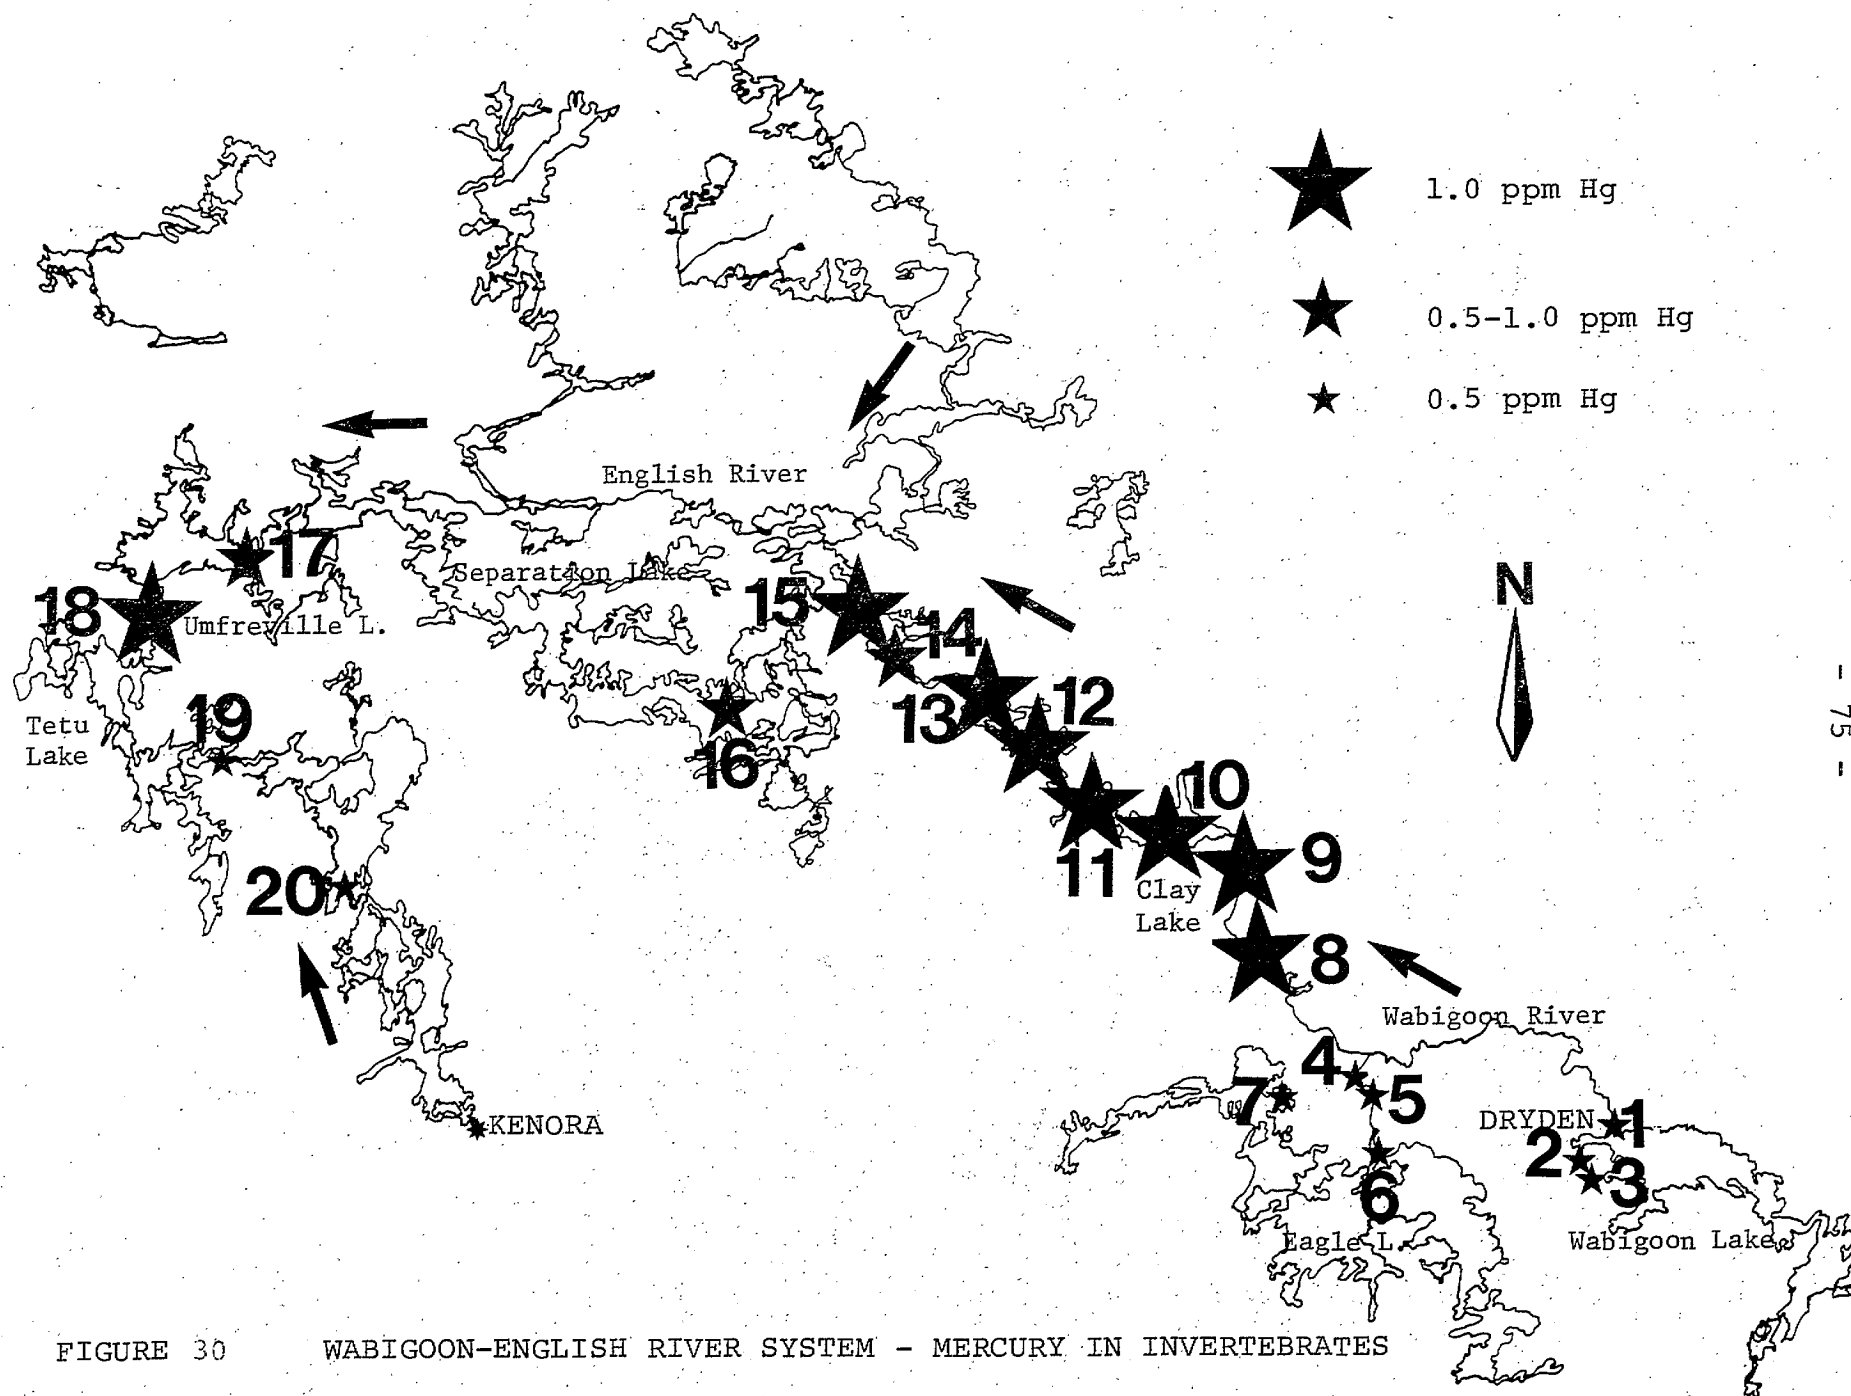 1.0 ppm Hg
0.5-1.0 ppm Hg
0.5 ppm Hg
English River
17
Separation Lake
18
15
N
Umfreville L.
14
12
19
13
Tetu
Lake
16
10
- 75 -
11
9
20
Clay
Lake
8
Wabigoon River
4
7
5
KENORA
DRYDEN
1
2
3
6
Eagle L.
Wabigoon Lake
FIGURE 30 WABIGOON-ENGLISH RIVER SYSTEM - MERCURY IN INVERTEBRATES